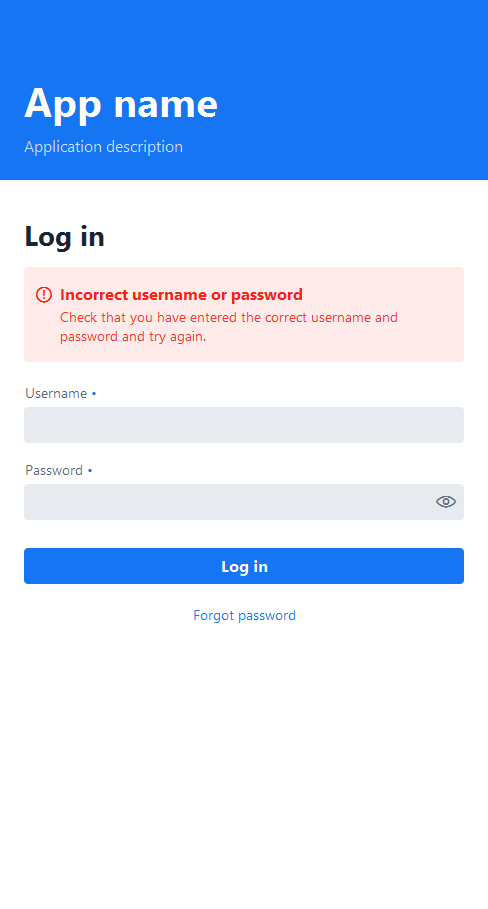 App name
Application description
Log in
Incorrect username or password
Check that you have entered the correct username and
password and try again.
Username •
Password •
Log in
Forgot password